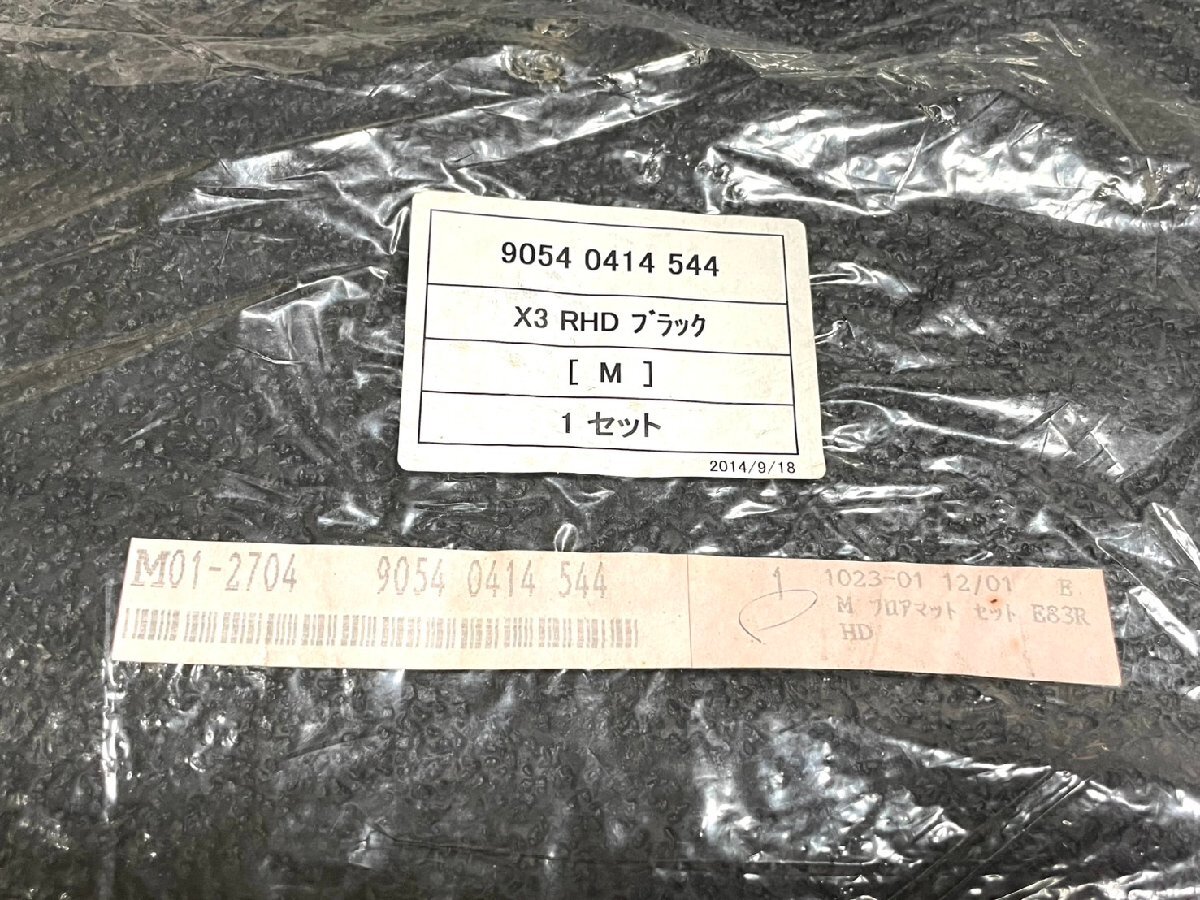 9054 0414 544
X3 RHD ブラック
[ M ]
1 セット
2014/9/18
M01-2704 9054 0414 544
1 1023-01 12/01 E
M フロアマット セット E83R
HD